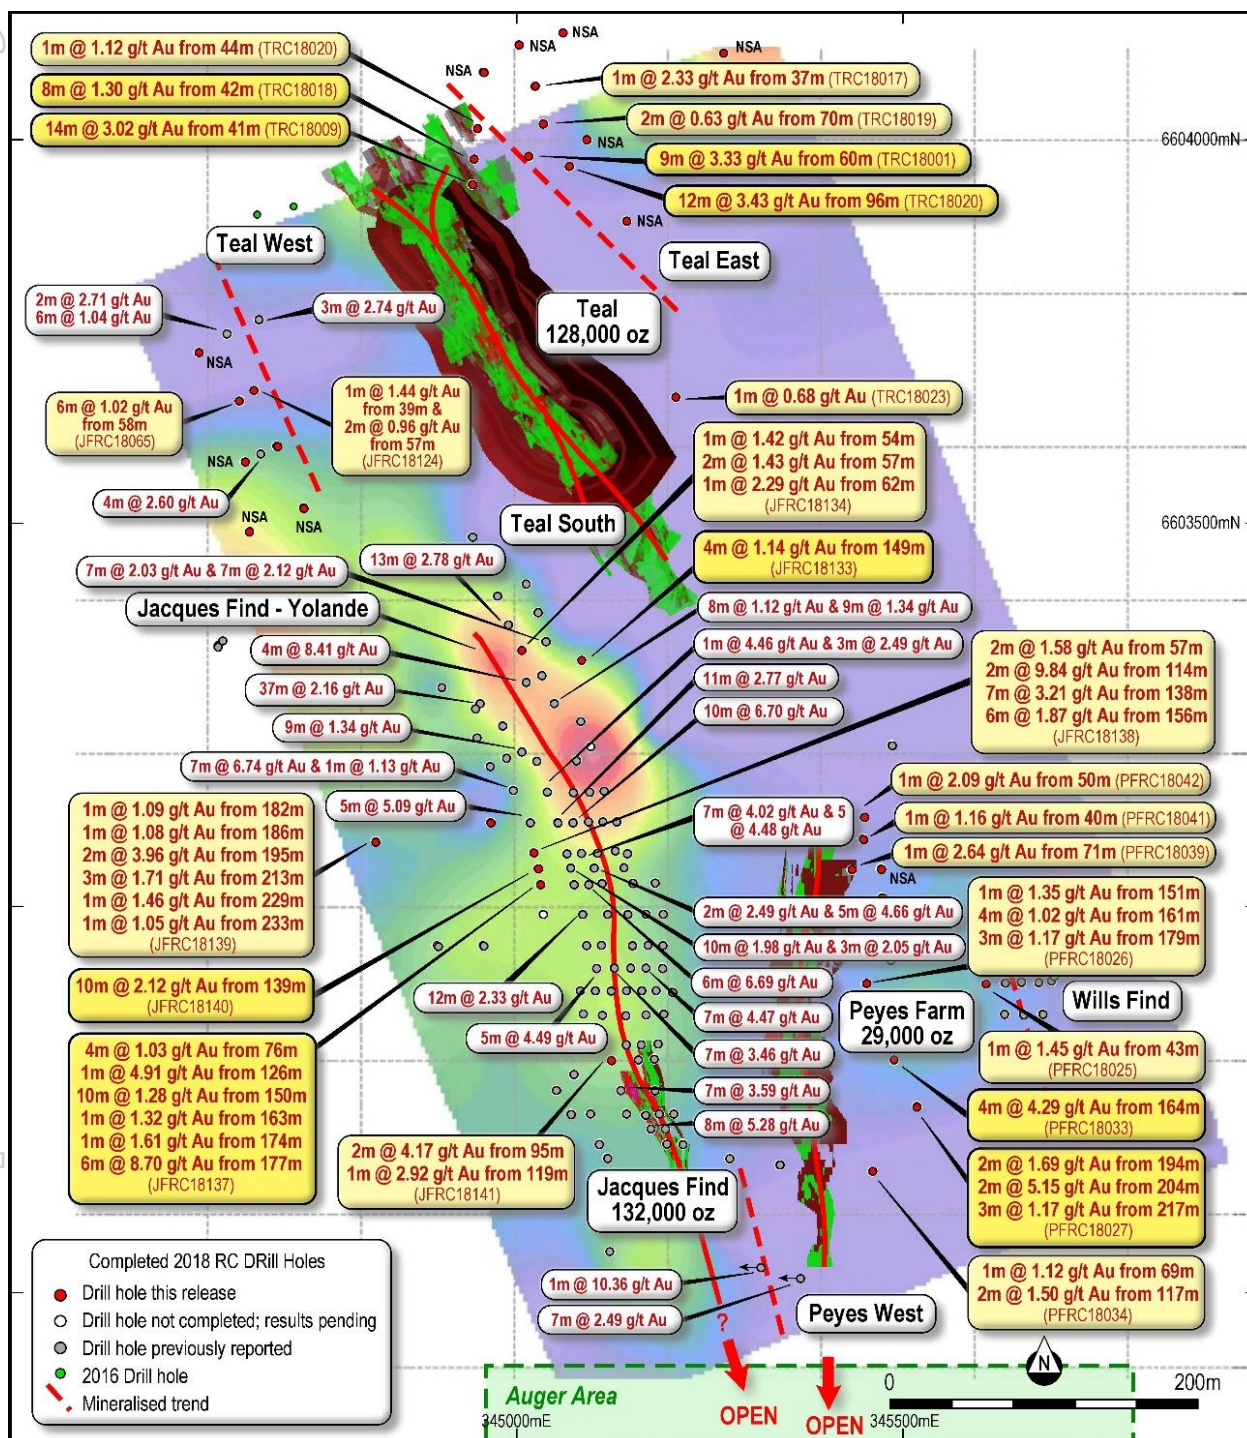 NSA
NSA
NSA
NSA
1m @ 1.12 g/t Au from 44m (TRC18020)
8m @ 1.30 g/t Au from 42m (TRC18018)
14m @ 3.02 g/t Au from 41m (TRC18009)
1m @ 2.33 g/t Au from 37m (TRC18017)
2m @ 0.63 g/t Au from 70m (TRC18019)
NSA
9m @ 3.33 g/t Au from 60m (TRC18001)
12m @ 3.43 g/t Au from 96m (TRC18020)
NSA
6604000mN
Teal West
Teal East
Teal
128,000 oz
2m @ 2.71 g/t Au
6m @ 1.04 g/t Au
3m @ 2.74 g/t Au
NSA
6m @ 1.02 g/t Au
from 58m
(JFRC18065)
1m @ 1.44 g/t Au
from 39m &
2m @ 0.96 g/t Au
from 57m
(JFRC18124)
1m @ 0.68 g/t Au (TRC18023)
NSA
4m @ 2.60 g/t Au
NSA
NSA
1m @ 1.42 g/t Au from 54m
2m @ 1.43 g/t Au from 57m
1m @ 2.29 g/t Au from 62m
(JFRC18134)
Teal South
6603500mN
4m @ 1.14 g/t Au from 149m
(JFRC18133)
13m @ 2.78 g/t Au
7m @ 2.03 g/t Au & 7m @ 2.12 g/t Au
Jacques Find - Yolande
8m @ 1.12 g/t Au & 9m @ 1.34 g/t Au
1m @ 4.46 g/t Au & 3m @ 2.49 g/t Au
4m @ 8.41 g/t Au
11m @ 2.77 g/t Au
37m @ 2.16 g/t Au
10m @ 6.70 g/t Au
9m @ 1.34 g/t Au
7m @ 6.74 g/t Au & 1m @ 1.13 g/t Au
5m @ 5.09 g/t Au
2m @ 1.58 g/t Au from 57m
2m @ 9.84 g/t Au from 114m
7m @ 3.21 g/t Au from 138m
6m @ 1.87 g/t Au from 156m
(JFRC18138)
7m @ 4.02 g/t Au & 5
@ 4.48 g/t Au
1m @ 2.09 g/t Au from 50m (PFRC18042)
1m @ 1.16 g/t Au from 40m (PFRC18041)
1m @ 2.64 g/t Au from 71m (PFRC18039)
NSA
1m @ 1.09 g/t Au from 182m
1m @ 1.08 g/t Au from 186m
2m @ 3.96 g/t Au from 195m
3m @ 1.71 g/t Au from 213m
1m @ 1.46 g/t Au from 229m
1m @ 1.05 g/t Au from 233m
(JFRC18139)
1m @ 1.35 g/t Au from 151m
4m @ 1.02 g/t Au from 161m
3m @ 1.17 g/t Au from 179m
(PFRC18026)
2m @ 2.49 g/t Au & 5m @ 4.66 g/t Au
10m @ 1.98 g/t Au & 3m @ 2.05 g/t Au
10m @ 2.12 g/t Au from 139m
(JFRC18140)
12m @ 2.33 g/t Au
6m @ 6.69 g/t Au
7m @ 4.47 g/t Au
5m @ 4.49 g/t Au
7m @ 3.46 g/t Au
7m @ 3.59 g/t Au
8m @ 5.28 g/t Au
Peyes Farm
29,000 oz
Wills Find
1m @ 1.45 g/t Au from 43m
(PFRC18025)
4m @ 1.03 g/t Au from 76m
1m @ 4.91 g/t Au from 126m
10m @ 1.28 g/t Au from 150m
1m @ 1.32 g/t Au from 163m
1m @ 1.61 g/t Au from 174m
6m @ 8.70 g/t Au from 177m
(JFRC18137)
4m @ 4.29 g/t Au from 164m
(PFRC18033)
2m @ 4.17 g/t Au from 95m
1m @ 2.92 g/t Au from 119m
(JFRC18141)
2m @ 1.69 g/t Au from 194m
2m @ 5.15 g/t Au from 204m
3m @ 1.17 g/t Au from 217m
(PFRC18027)
Jacques Find
132,000 oz
1m @ 1.12 g/t Au from 69m
2m @ 1.50 g/t Au from 117m
(PFRC18034)
1m @ 10.36 g/t Au
7m @ 2.49 g/t Au
Peyes West
?
Completed 2018 RC DRill Holes
Drill hole this release
Drill hole not completed; results pending
Drill hole previously reported
2016 Drill hole
Mineralised trend
N
0 200m
Auger Area
OPEN
OPEN
345000mE
345500mE